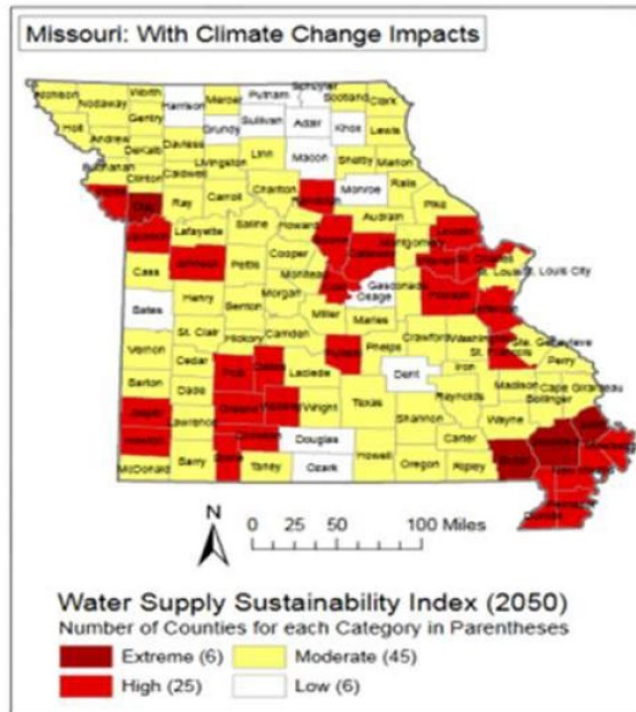 Missouri: With Climate Change Impacts
Atchison Nodaway Worth Harrison Mercer Putnam Schuyler Scotland Clark
Gentry Sullivan Adair Knox Lewis
Holt Andrew DeKalb Daviess Grundy
Livingston Linn Macon Shelby Marion
Buchanan Clinton Caldwell
Chariton Monroe Ralls
Ray Carroll Pike
Lafayette Saline Howard Audrain
Montgomery
Cass Pettis Cooper Moniteau
Gasconade St. Louis St. Louis City
Osage
Bates Henry Benton Morgan Miller Maries
St. Clair Hickory Camden Phelps Crawford Washington Ste. Genevieve
St. Francis Perry
Vernon Cedar Laclede Dent Iron
Barton Dade Madison Cape Girardeau
Bollinger
Lawrence Wright Texas Reynolds
Shannon Wayne
Douglas Carter
McDonald Barry Taney Ozark Howell Oregon Ripley
N
0 25 50 100 Miles
Water Supply Sustainability Index (2050)
Number of Counties for each Category in Parentheses
Extreme (6) Moderate (45)
High (25) Low (6)